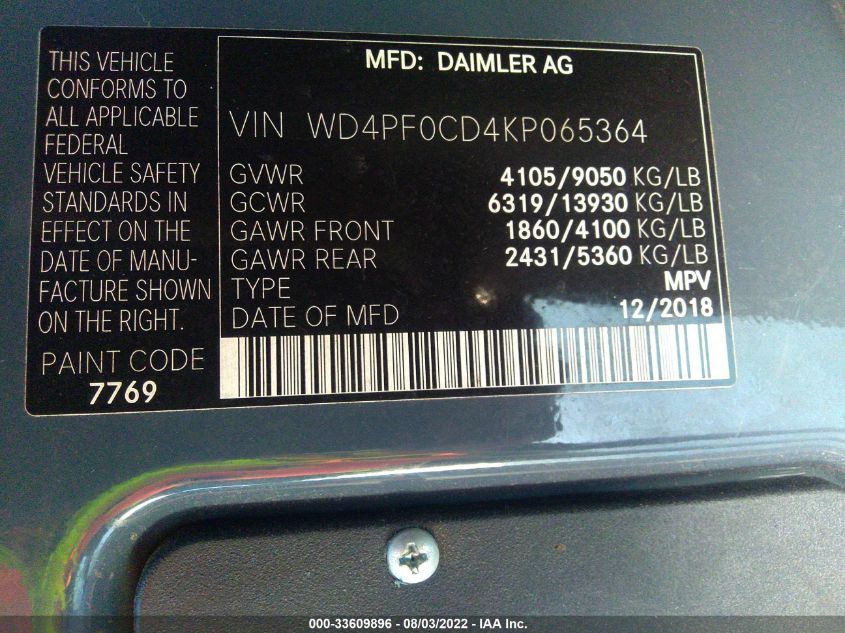 THIS VEHICLE
CONFORMS TO
ALL APPLICABLE
FEDERAL
VEHICLE SAFETY
STANDARDS IN
EFFECT ON THE
DATE OF MANU-
FACTURE SHOWN
ON THE RIGHT.
PAINT CODE
7769
MFD: DAIMLER AG
VIN WD4PF0CD4KP065364
GVWR 4105/9050 KG/LB
GCWR 6319/13930 KG/LB
GAWR FRONT 1860/4100 KG/LB
GAWR REAR 2431/5360 KG/LB
TYPE MPV
DATE OF MFD 12/2018
000-33609896 - 08/03/2022 - IAA Inc.